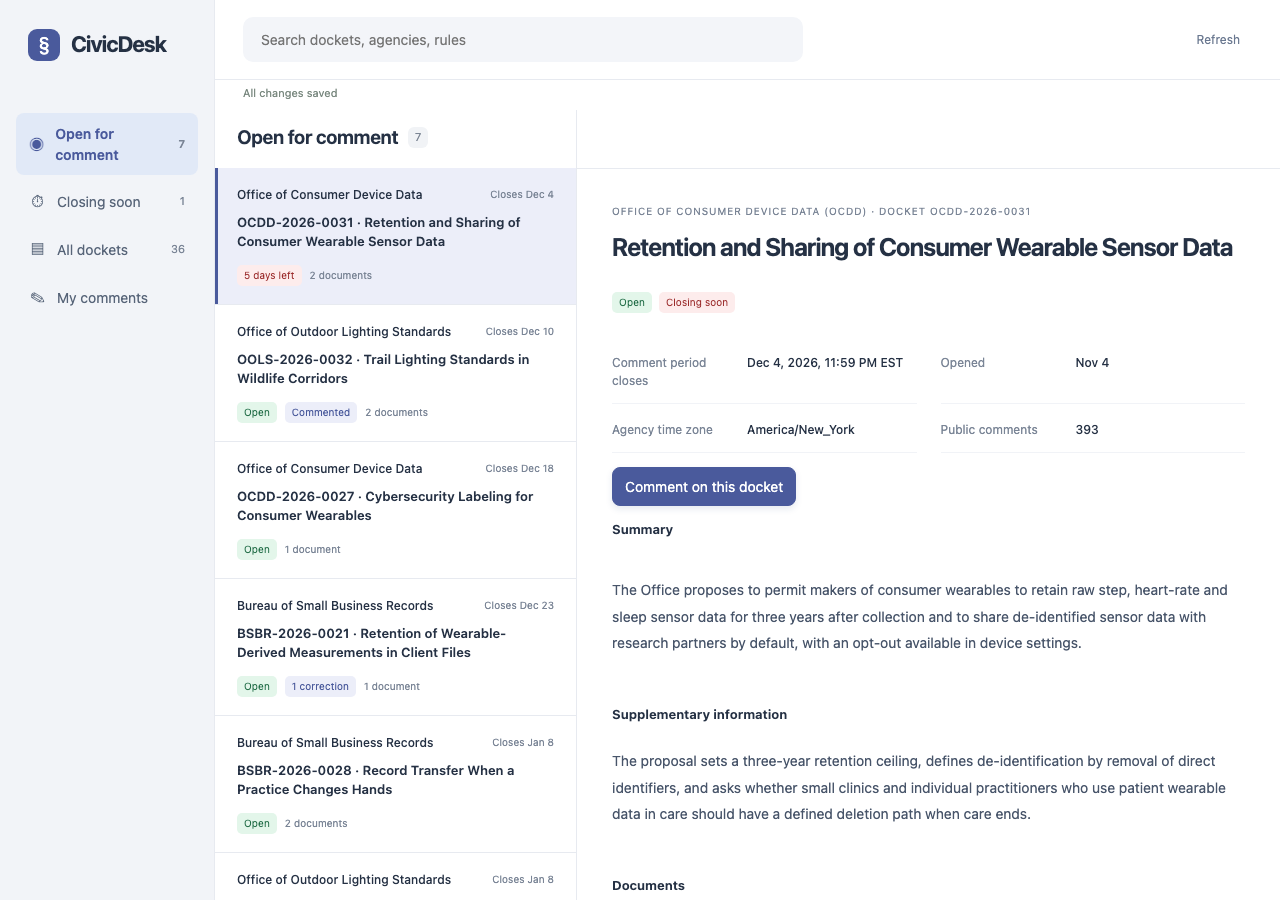 § CivicDesk
Search dockets, agencies, rules
Refresh
All changes saved
Open for
comment
7
Closing soon
1
All dockets
36
My comments
Open for comment 7
Office of Consumer Device Data
Closes Dec 4
OCDD-2026-0031 · Retention and Sharing of
Consumer Wearable Sensor Data
5 days left
2 documents
Office of Outdoor Lighting Standards
Closes Dec 10
OOLS-2026-0032 · Trail Lighting Standards in
Wildlife Corridors
Open
Commented
2 documents
Office of Consumer Device Data
Closes Dec 18
OCDD-2026-0027 · Cybersecurity Labeling for
Consumer Wearables
Open
1 document
Bureau of Small Business Records
Closes Dec 23
BSBR-2026-0021 · Retention of Wearable-
Derived Measurements in Client Files
Open
1 correction
1 document
Bureau of Small Business Records
Closes Jan 8
BSBR-2026-0028 · Record Transfer When a
Practice Changes Hands
Open
2 documents
Office of Outdoor Lighting Standards
Closes Jan 8
OFFICE OF CONSUMER DEVICE DATA (OCDD) · DOCKET OCDD-2026-0031
Retention and Sharing of Consumer Wearable Sensor Data
Open
Closing soon
Comment period
closes
Dec 4, 2026, 11:59 PM EST
Opened
Nov 4
Agency time zone
America/New_York
Public comments
393
Comment on this docket
Summary
The Office proposes to permit makers of consumer wearables to retain raw step, heart-rate and
sleep sensor data for three years after collection and to share de-identified sensor data with
research partners by default, with an opt-out available in device settings.
Supplementary information
The proposal sets a three-year retention ceiling, defines de-identification by removal of direct
identifiers, and asks whether small clinics and individual practitioners who use patient wearable
data in care should have a defined deletion path when care ends.
Documents